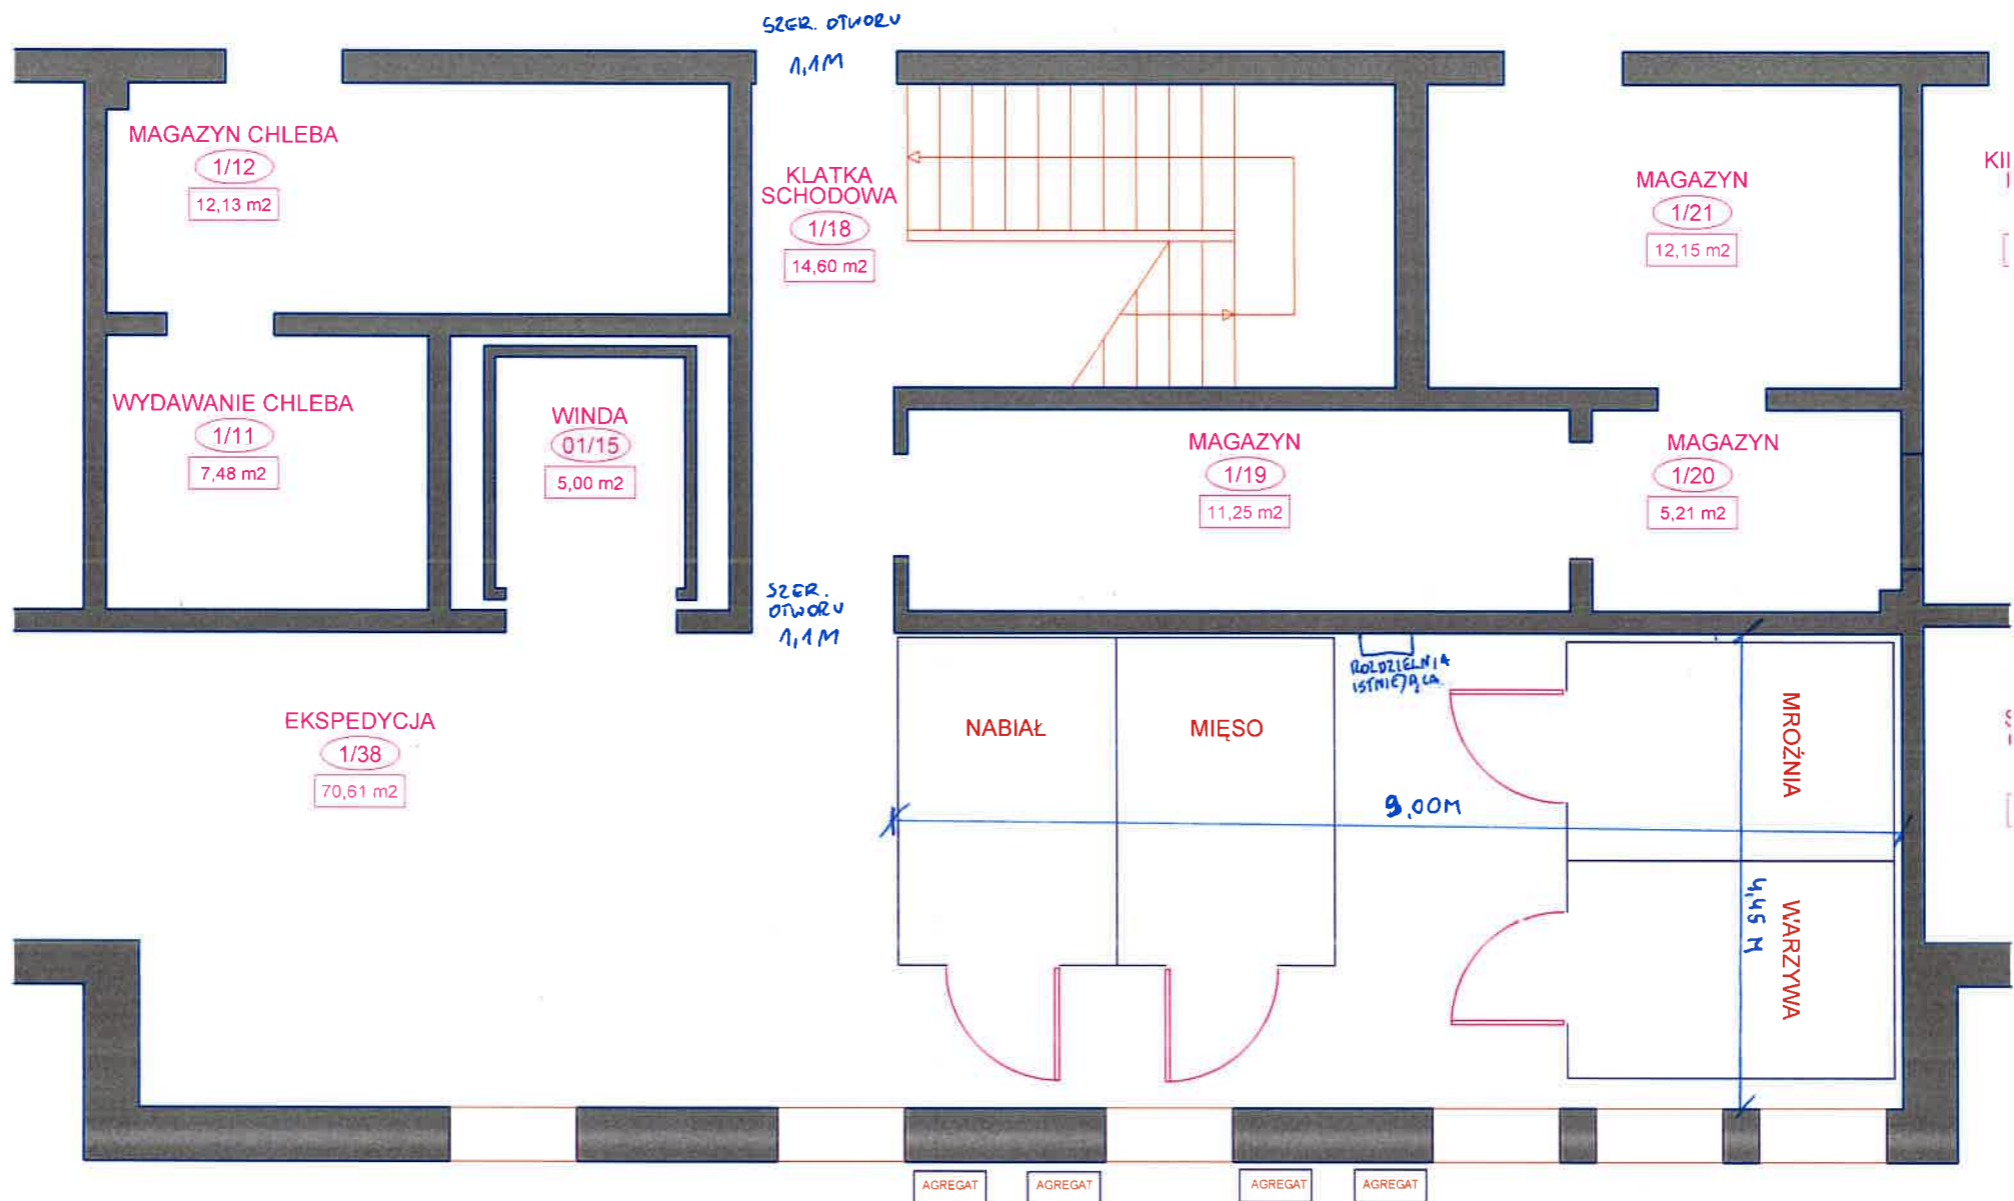 SZER. OTWORU
1,1M
MAGAZYN CHLEBA
1/12
12,13 m2
KLATKA
SCHODOWA
1/18
14,60 m2
MAGAZYN
1/21
12,15 m2
KII
WYDAWANIE CHLEBA
1/11
7,48 m2
WINDA
01/15
5,00 m2
MAGAZYN
1/19
11,25 m2
MAGAZYN
1/20
5,21 m2
SZER.
OTWORU
1,1M
ROZDZIELNIA
ISTNIEJĄCA
EKSPEDYCJA
1/38
70,61 m2
NABIAŁ
MIĘSO
MROŹNIA
9,00M
4,45 M
WARZYWA
AGREGAT
AGREGAT
AGREGAT
AGREGAT